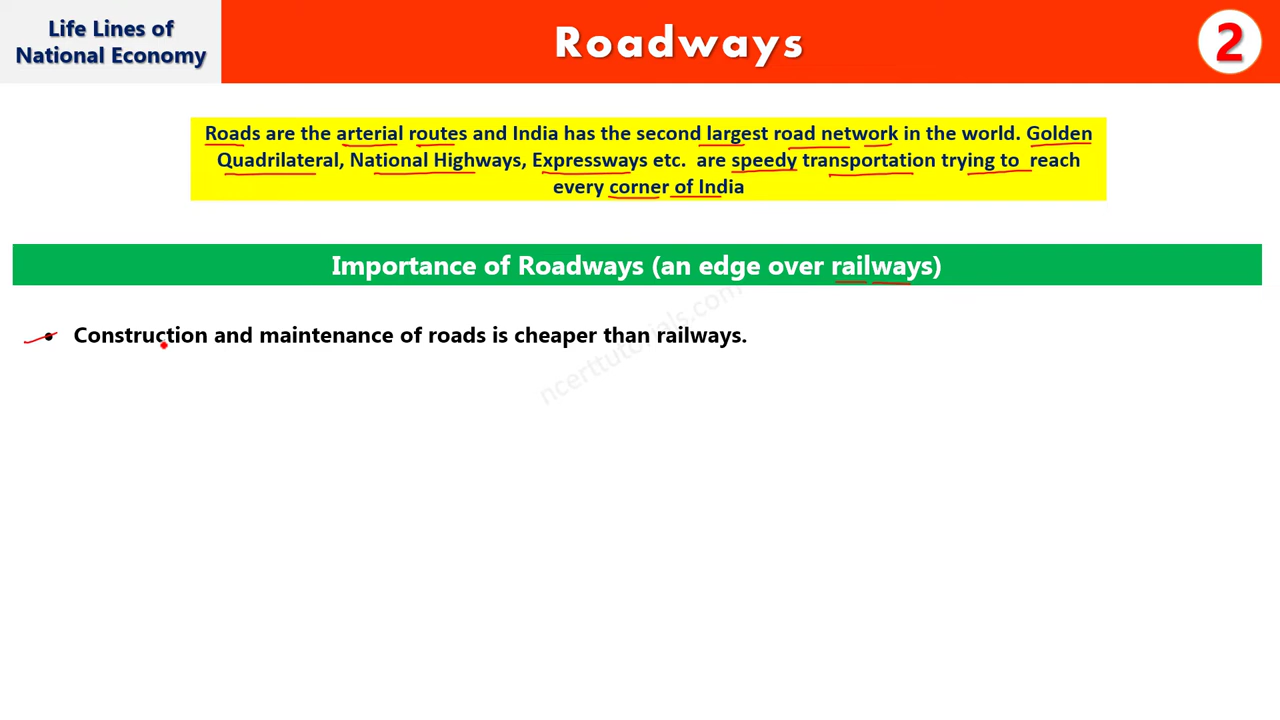 Life Lines of
National Economy
Roadways
2
Roads are the arterial routes and India has the second largest road network in the world. Golden
Quadrilateral, National Highways, Expressways etc. are speedy transportation trying to reach
every corner of India
Importance of Roadways (an edge over railways)
• Construction and maintenance of roads is cheaper than railways.
ncerttutorials.com